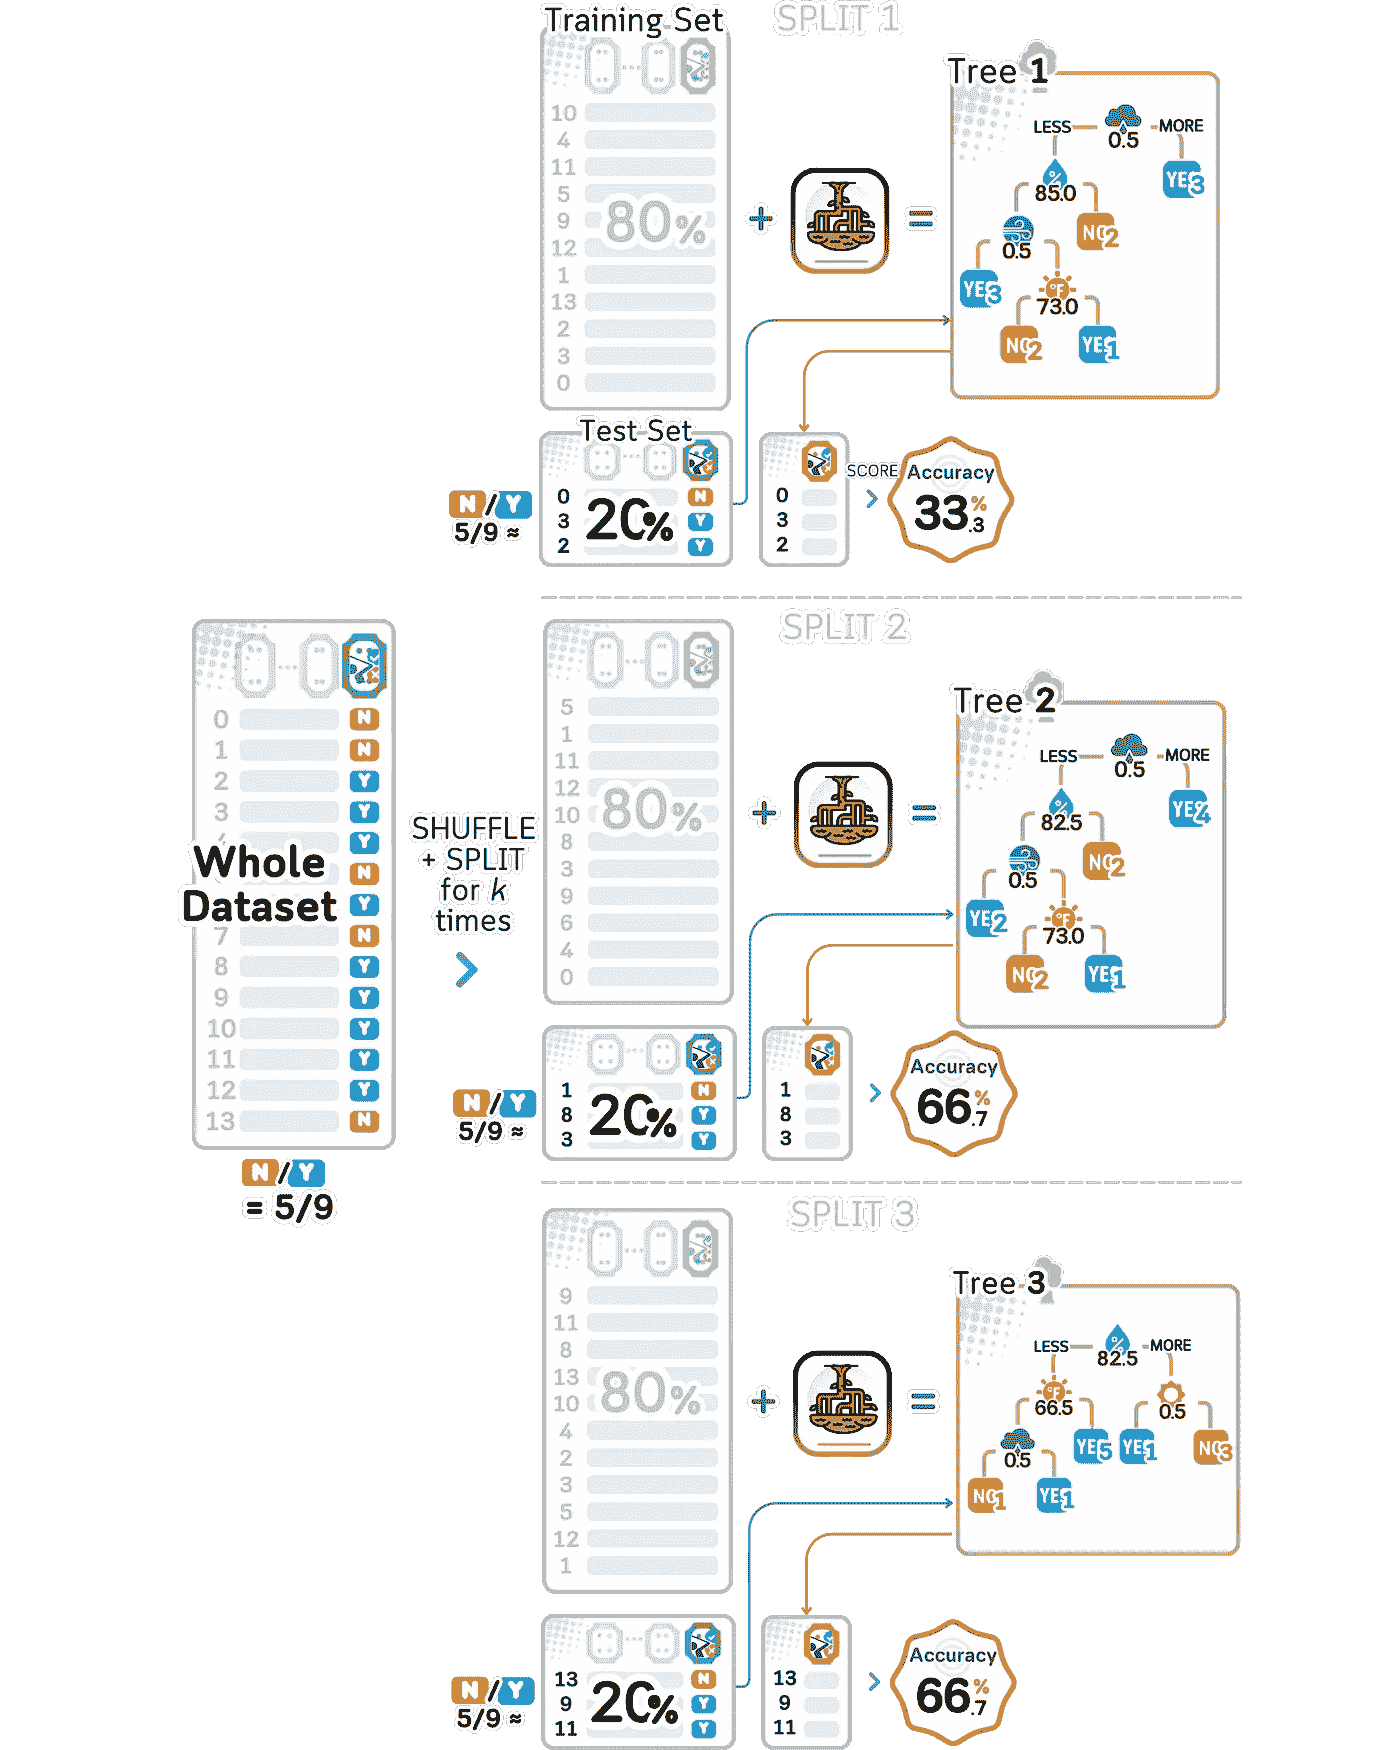 Training Set
SPLIT 1
10
4
11
5
9
12
1
13
2
3
0
80%
+
=
Tree 1
LESS
0.5
MORE
YES 3
85.0
0.5
NO 2
YES 3
°F
73.0
NO 2
YES 1
Test Set
N/Y
5/9 ≈
0 N
3 Y
2 Y
20%
0
3
2
SCORE
>
Accuracy
33.3%
Whole
Dataset
0 N
1 N
2 Y
3 Y
4 Y
N
Y
7 N
8 Y
9 Y
10 Y
11 Y
12 Y
13 N
N/Y
= 5/9
SHUFFLE
+ SPLIT
for k
times
>
SPLIT 2
5
1
11
12
10
8
3
9
6
4
0
80%
+
=
Tree 2
LESS
0.5
MORE
YES 4
%
82.5
0.5
NO 2
YES 2
°F
73.0
NO 2
YES 1
N/Y
5/9 ≈
1 N
8 Y
3 Y
20%
1
8
3
>
Accuracy
66.7%
SPLIT 3
9
11
8
13
10
4
2
3
5
12
1
80%
+
=
Tree 3
LESS
%
82.5
MORE
°F
66.5
0.5
0.5
YES 5
YES 1
NO 3
NO 1
YES 1
N/Y
5/9 ≈
13 N
9 Y
11 Y
20%
13
9
11
>
Accuracy
66.7%